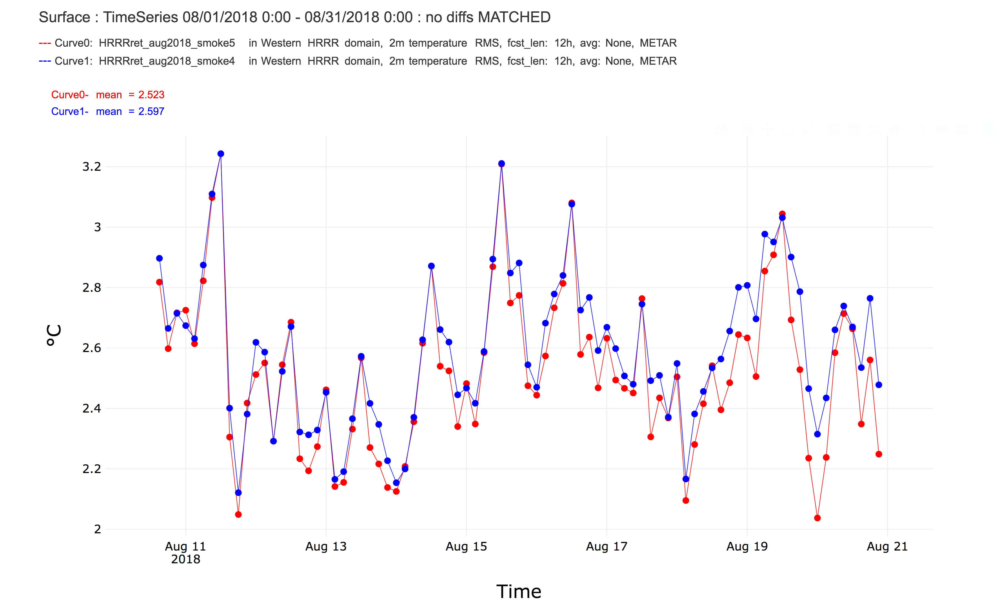 Surface : TimeSeries 08/01/2018 0:00 - 08/31/2018 0:00 : no diffs MATCHED
--- Curve0: HRRRret_aug2018_smoke5 in Western HRRR domain, 2m temperature RMS, fcst_len: 12h, avg: None, METAR
--- Curve1: HRRRret_aug2018_smoke4 in Western HRRR domain, 2m temperature RMS, fcst_len: 12h, avg: None, METAR
Curve0- mean = 2.523
Curve1- mean = 2.597
3.2
3
2.8
2.6
2.4
2.2
2
°C
Aug 11 Aug 13 Aug 15 Aug 17 Aug 19 Aug 21
2018
Time